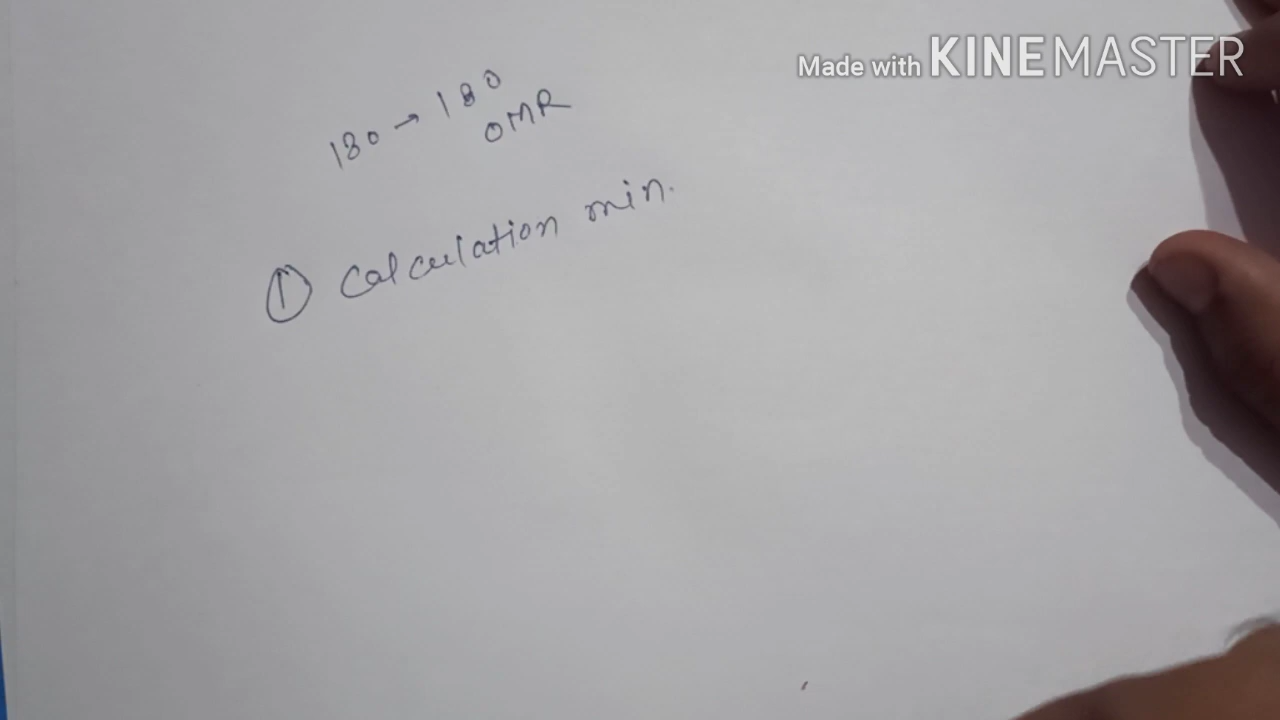 Made with KINEMASTER
180 → 180
OMR
① Calculation min.